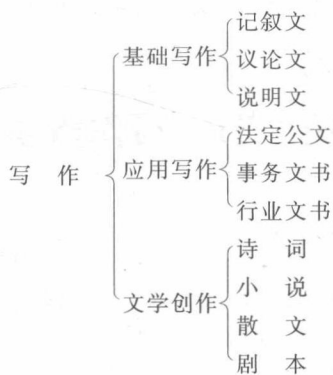 写 作
基础写作
记叙文
议论文
说明文
应用写作
法定公文
事务文书
行业文书
文学创作
诗 词
小 说
散 文
剧 本